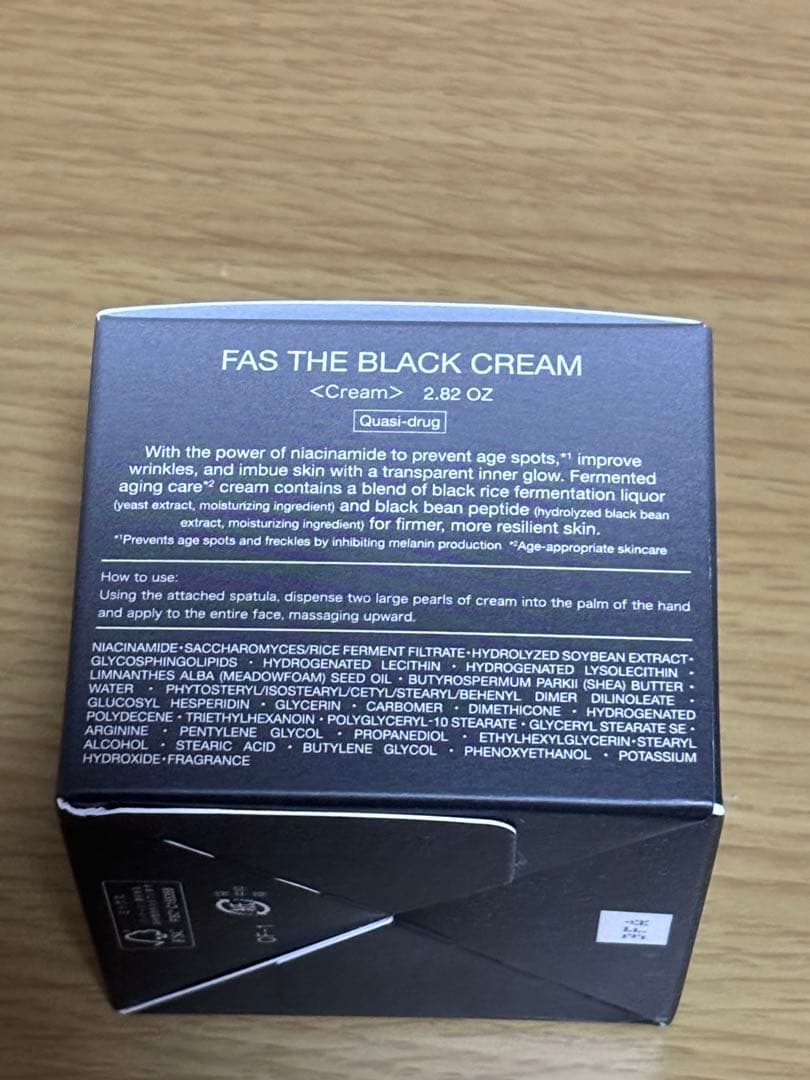 FAS THE BLACK CREAM
<Cream> 2.82 OZ
Quasi-drug
With the power of niacinamide to prevent age spots,*1 improve
wrinkles, and imbue skin with a transparent inner glow. Fermented
aging care*2 cream contains a blend of black rice fermentation liquor
(yeast extract, moisturizing ingredient) and black bean peptide (hydrolyzed black bean
extract, moisturizing ingredient) for firmer, more resilient skin.
*1Prevents age spots and freckles by inhibiting melanin production *2Age-appropriate skincare
How to use:
Using the attached spatula, dispense two large pearls of cream into the palm of the hand
and apply to the entire face, massaging upward.
NIACINAMIDE・SACCHAROMYCES/RICE FERMENT FILTRATE・HYDROLYZED SOYBEAN EXTRACT・
GLYCOSPHINGOLIPIDS ・ HYDROGENATED LECITHIN ・ HYDROGENATED LYSOLECITHIN ・
LIMNANTHES ALBA (MEADOWFOAM) SEED OIL ・ BUTYROSPERMUM PARKII (SHEA) BUTTER ・
WATER ・ PHYTOSTERYL/ISOSTEARYL/CETYL/STEARYL/BEHENYL DIMER DILINOLEATE ・
GLUCOSYL HESPERIDIN ・ GLYCERIN ・ CARBOMER ・ DIMETHICONE ・ HYDROGENATED
POLYDECENE・TRIETHYLHEXANOIN・POLYGLYCERYL-10 STEARATE・GLYCERYL STEARATE SE・
ARGININE ・ PENTYLENE GLYCOL ・ PROPANEDIOL ・ ETHYLHEXYLGLYCERIN・STEARYL
ALCOHOL ・ STEARIC ACID ・ BUTYLENE GLYCOL ・ PHENOXYETHANOL ・ POTASSIUM
HYDROXIDE・FRAGRANCE
FSC
CF-1